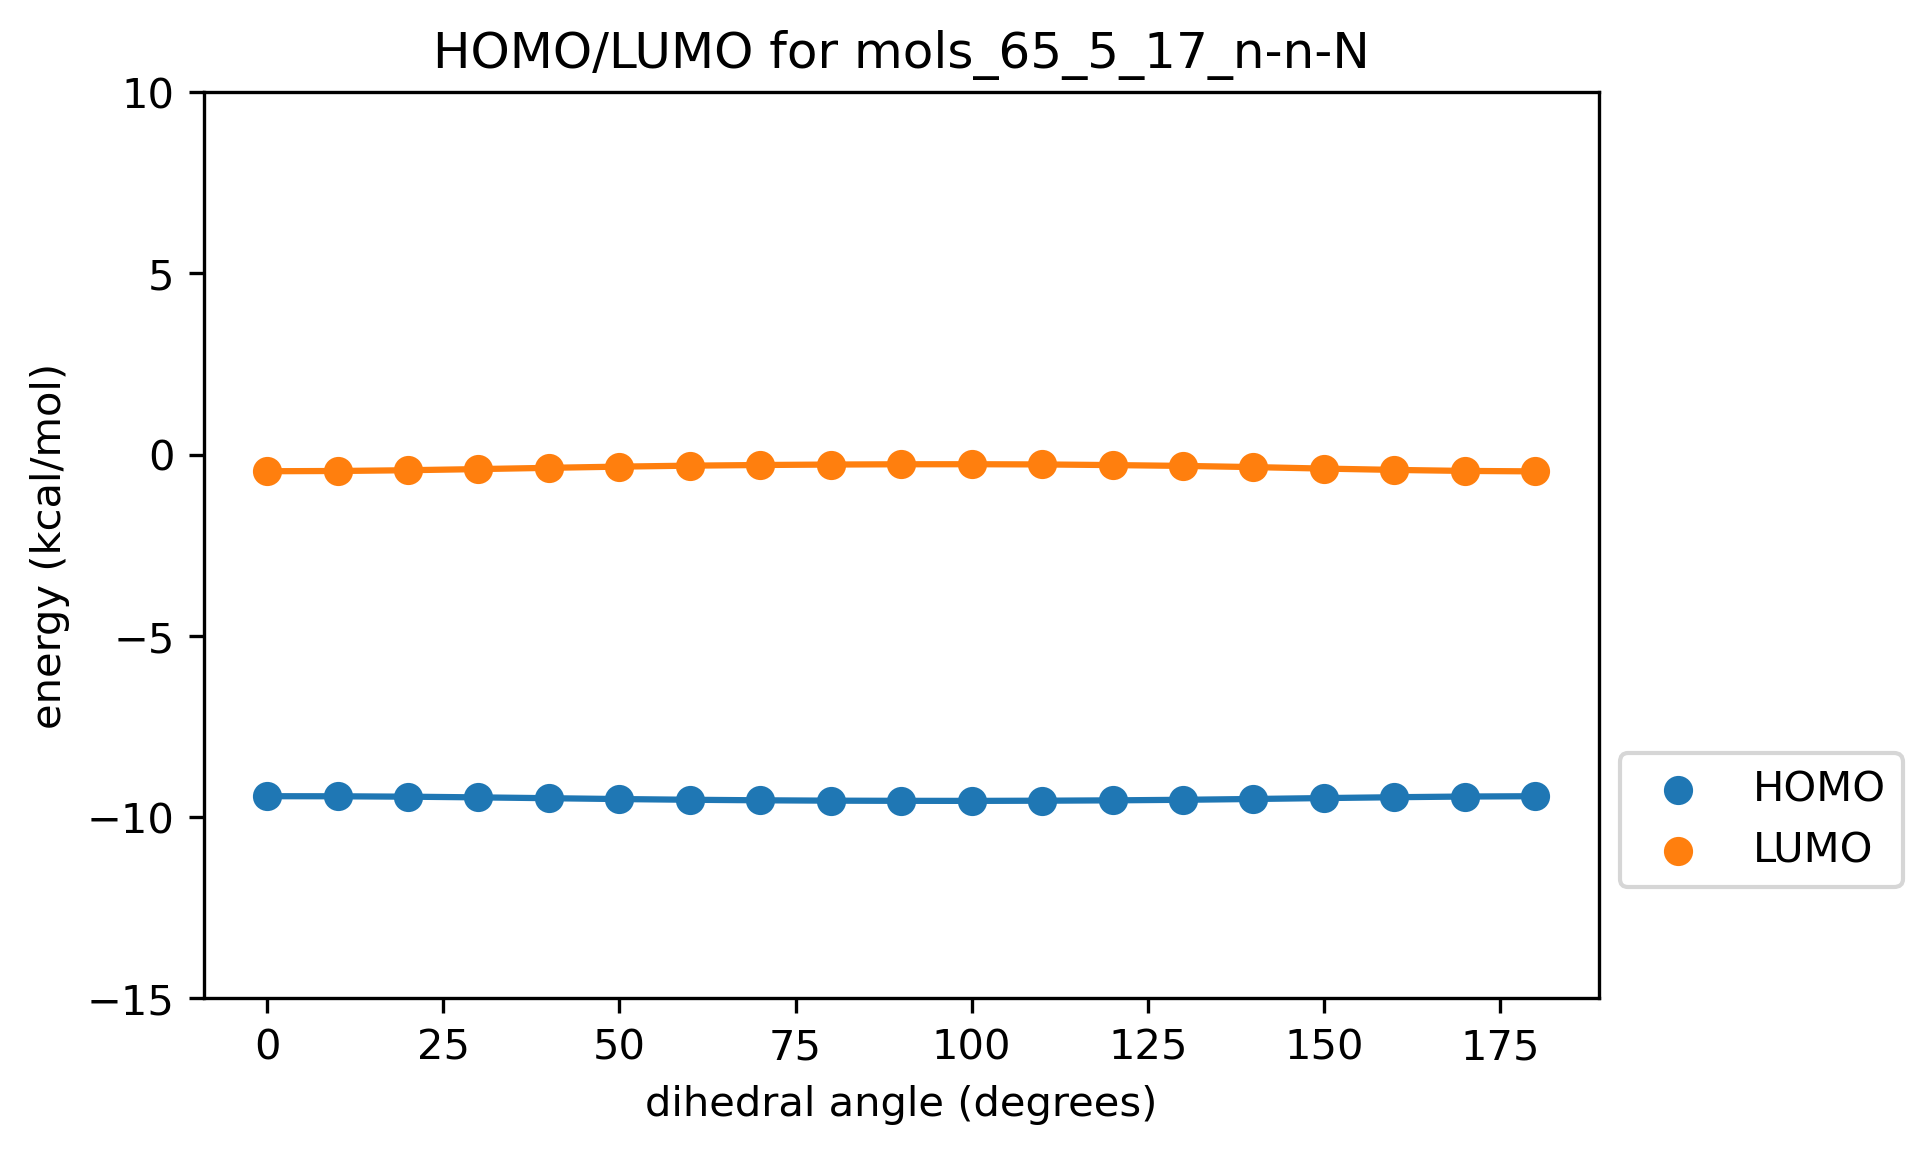 HOMO/LUMO for mols_65_5_17_n-n-N
energy (kcal/mol)
10
5
0
−5
−10
−15
0 25 50 75 100 125 150 175
dihedral angle (degrees)
HOMO
LUMO